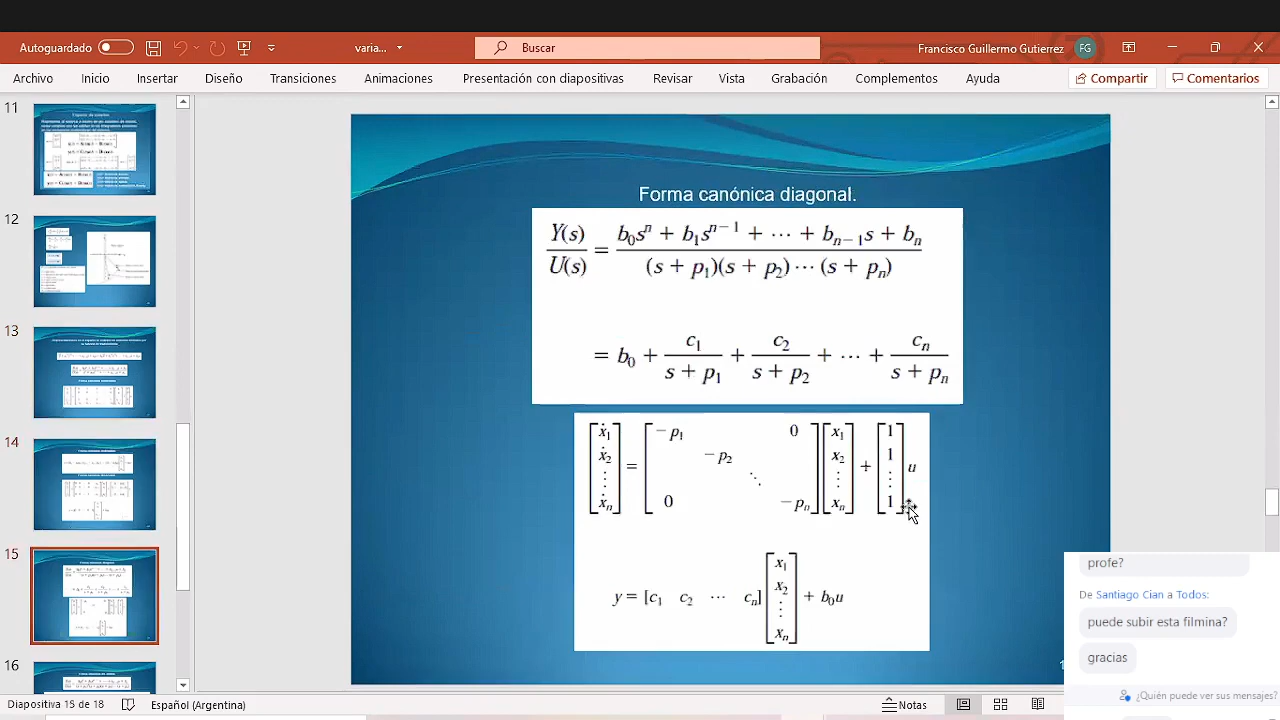 Autoguardado
varia...
Buscar
Francisco Guillermo Gutierrez
FG
Archivo Inicio Insertar Diseño Transiciones Animaciones Presentación con diapositivas Revisar Vista Grabación Complementos Ayuda
Compartir
Comentarios
11
12
13
14
15
16
Forma canónica diagonal.
Y(s)/U(s) = (b₀sⁿ + b₁sⁿ⁻¹ + ⋯ + bₙ₋₁s + bₙ)/((s + p₁)(s + p₂)⋯(s + pₙ))
= b₀ + c₁/(s + p₁) + c₂/(s + p₂) + ⋯ + cₙ/(s + pₙ)
[ẋ₁ ẋ₂ ⋮ ẋₙ] = [−p₁ 0 −p₂ ⋱ 0 −pₙ] [x₁ x₂ ⋮ xₙ] + [1 1 ⋮ 1] u
y = [c₁ c₂ ⋯ cₙ] [x₁ x₂ ⋮ xₙ] + b₀u
profe?
De Santiago Cian a Todos:
puede subir esta filmina?
gracias
¿Quién puede ver sus mensajes?
Diapositiva 15 de 18
Español (Argentina)
Notas